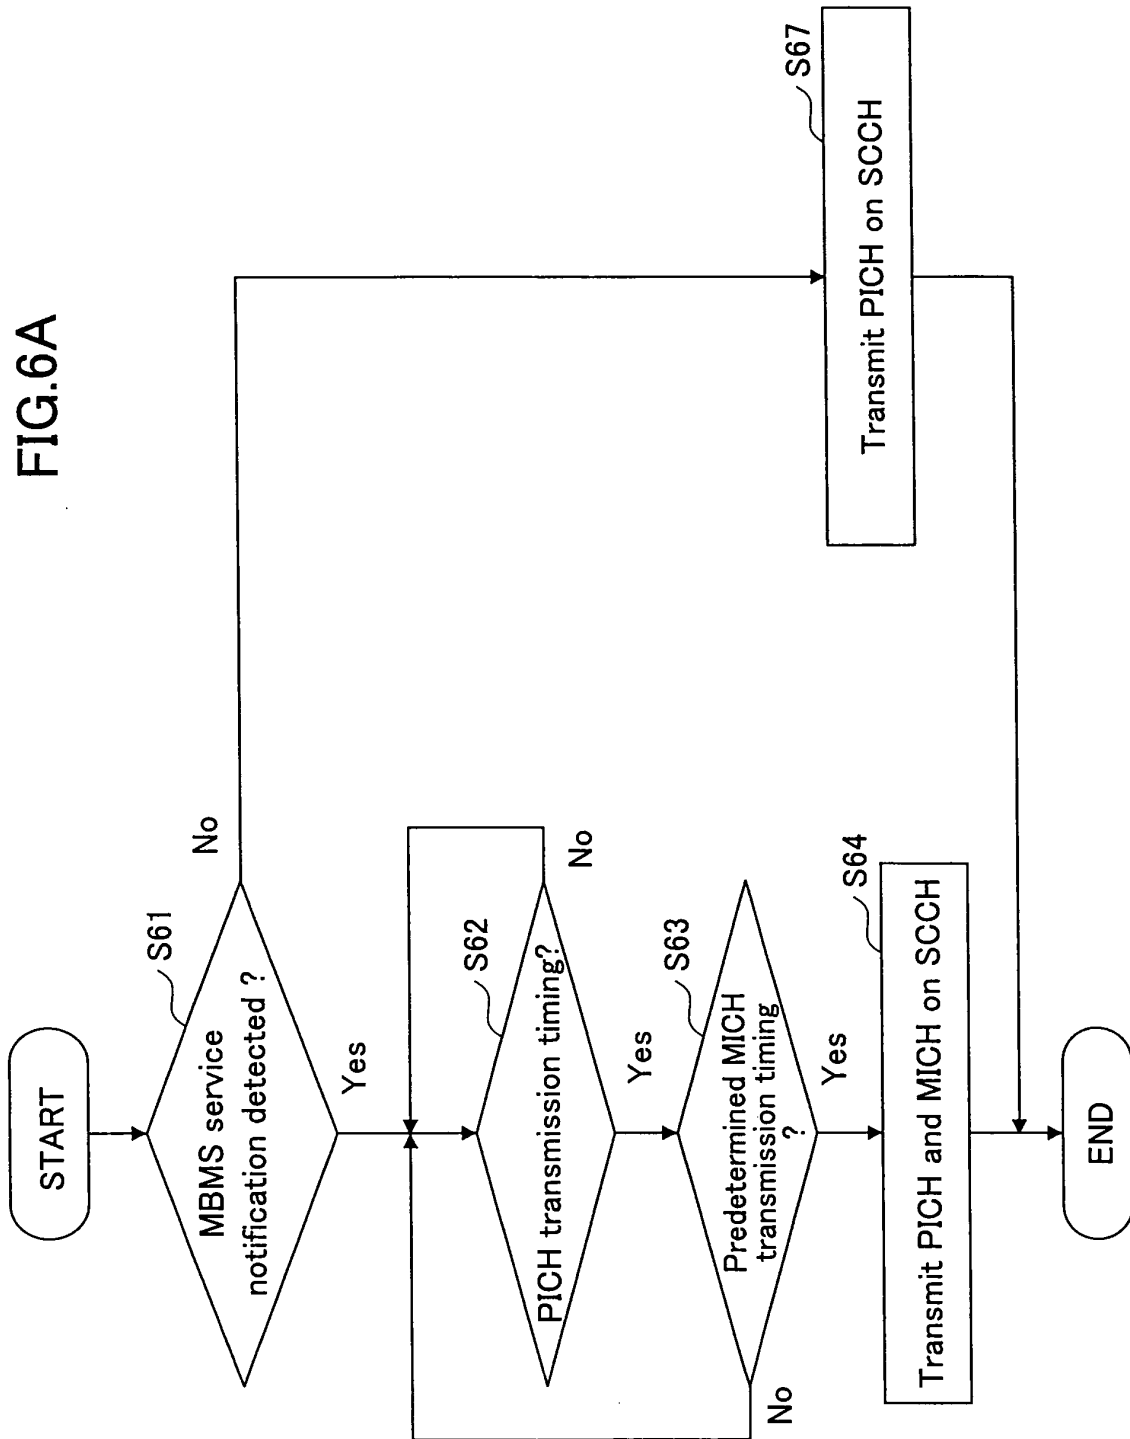 FIG.6A
START
S61
MBMS service
notification detected ?
No
Yes
S62
PICH transmission timing?
No
Yes
S63
Predetermined MICH
transmission timing
?
No
Yes
S64
Transmit PICH and MICH on SCCH
S67
Transmit PICH on SCCH
END